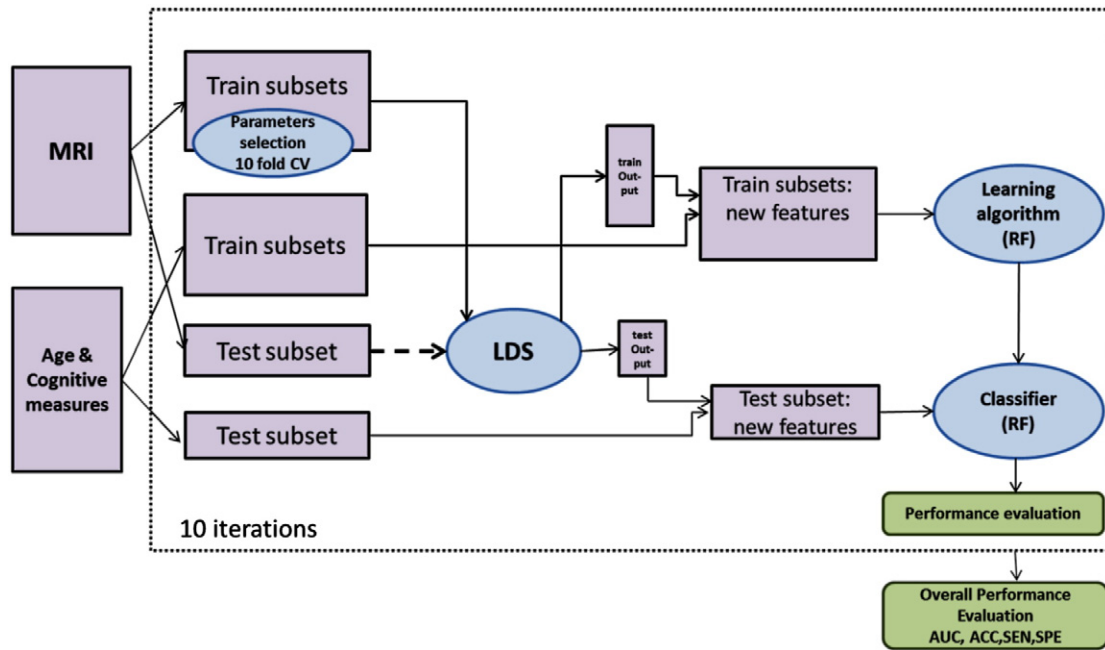 MRI
Age &
Cognitive
measures
Train subsets
Parameters
selection
10 fold CV
Train subsets
Test subset
Test subset
LDS
train
Out-
put
test
Out-
put
Train subsets:
new features
Test subset:
new features
Learning
algorithm
(RF)
Classifier
(RF)
Performance evaluation
10 iterations
Overall Performance
Evaluation
AUC, ACC,SEN,SPE